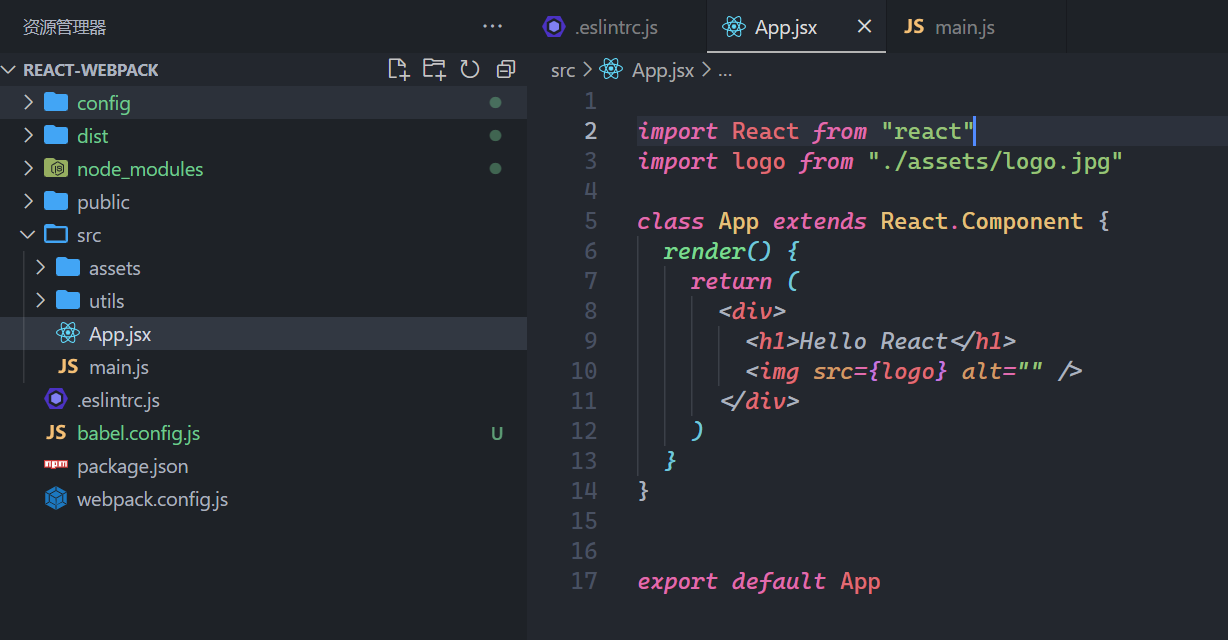 资源管理器 ...
REACT-WEBPACK
config
dist
node_modules
public
src
assets
utils
App.jsx
JS main.js
.eslintrc.js
JS babel.config.js U
npm package.json
webpack.config.js
.eslintrc.js App.jsx JS main.js
src > App.jsx > ...
1
2 import React from "react"
3 import logo from "./assets/logo.jpg"
4
5 class App extends React.Component {
6 render() {
7 return (
8 <div>
9 <h1>Hello React</h1>
10 <img src={logo} alt="" />
11 </div>
12 )
13 }
14 }
15
16
17 export default App